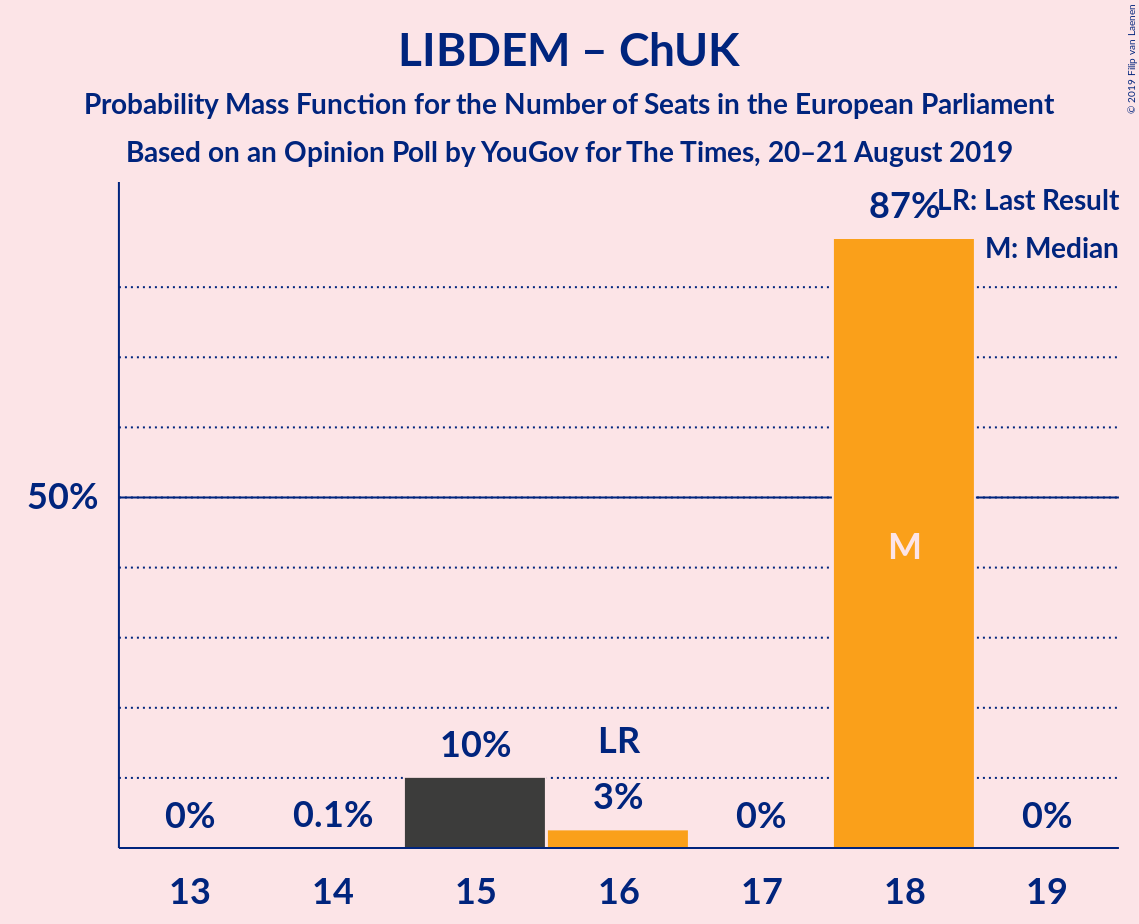 LIBDEM – ChUK
Probability Mass Function for the Number of Seats in the European Parliament
Based on an Opinion Poll by YouGov for The Times, 20–21 August 2019
© 2019 Filip van Laenen
LR: Last Result
M: Median
87%
50%
M
10%
LR
3%
0%
0.1%
0%
0%
13 14 15 16 17 18 19